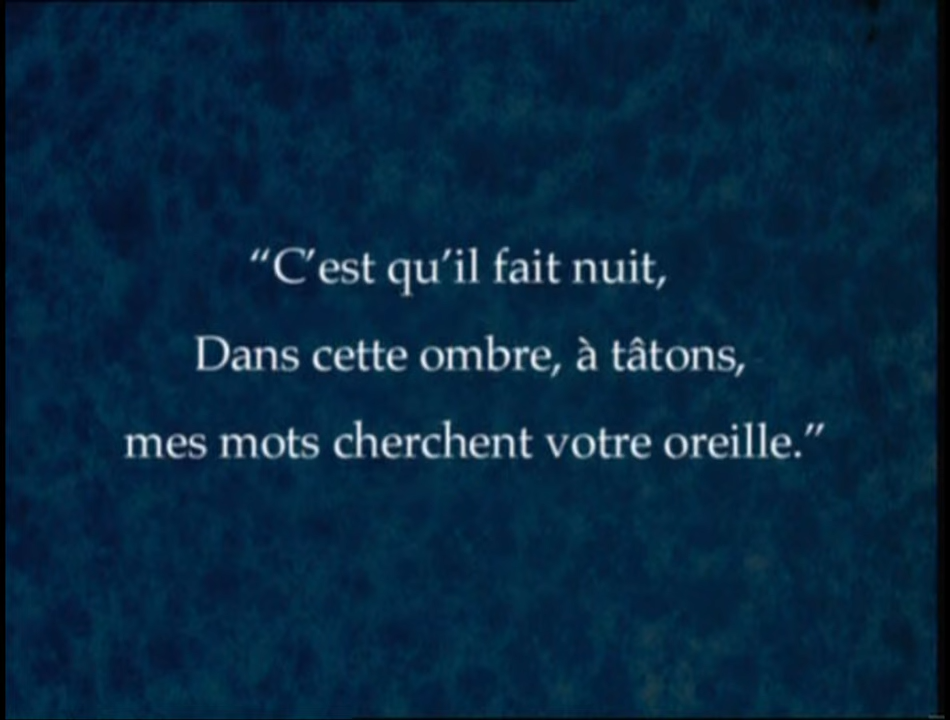 “C’est qu’il fait nuit,
Dans cette ombre, à tâtons,
mes mots cherchent votre oreille.”